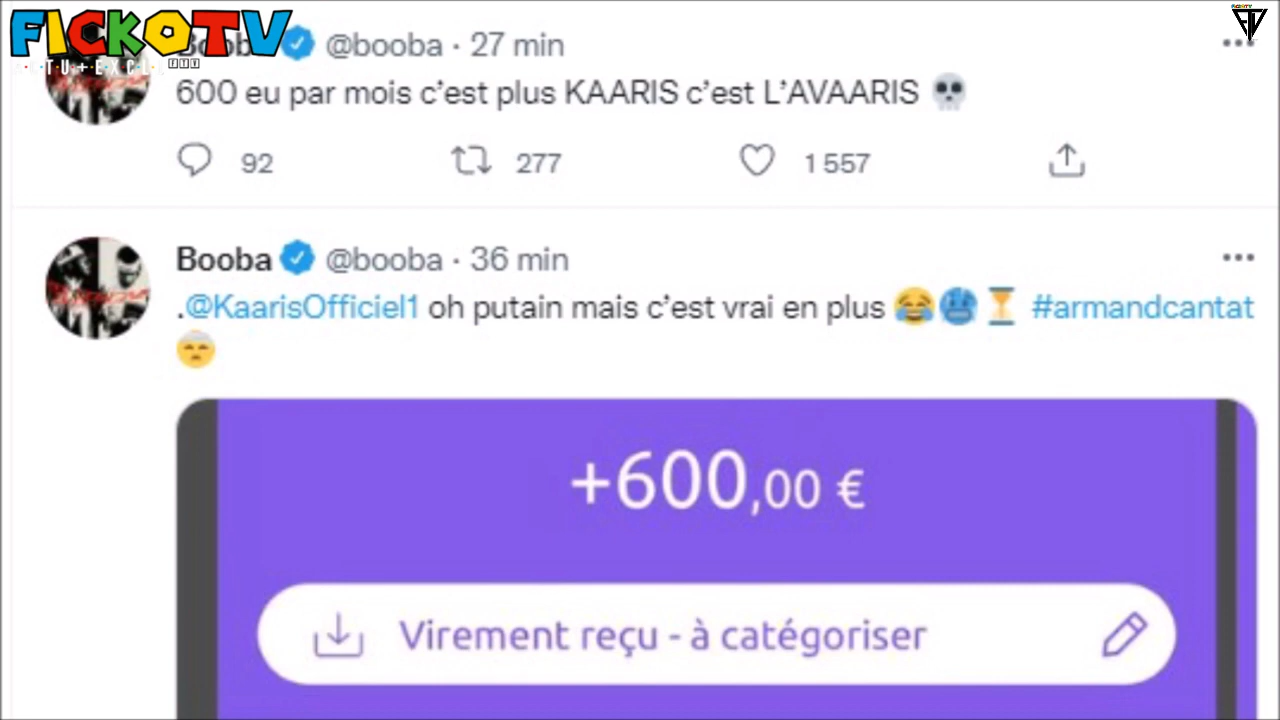 FICKOTV
Booba @booba · 27 min
600 eu par mois c’est plus KAARIS c’est L’AVAARIS 💀
92 277 1 557
Booba @booba · 36 min
.@KaarisOfficiel1 oh putain mais c’est vrai en plus 😂🥶⏳ #armandcantat
🤕
+600,00 €
Virement reçu - à catégoriser